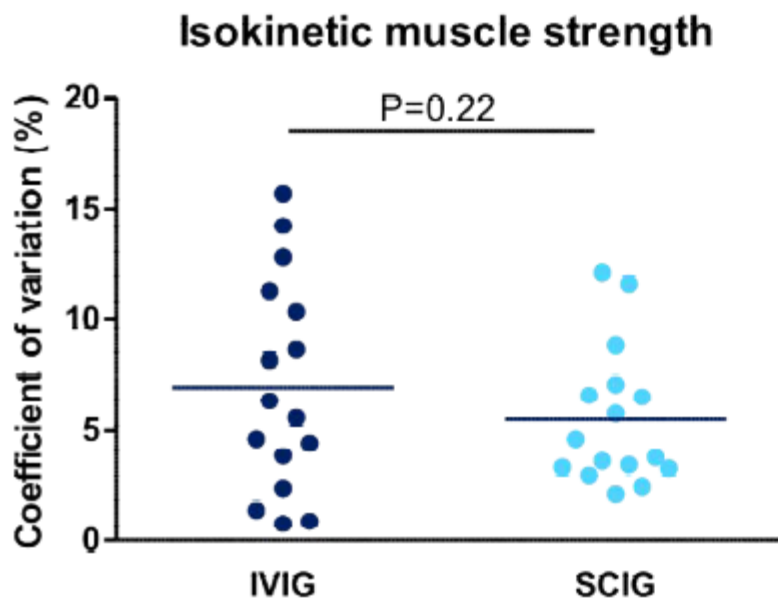 Isokinetic muscle strength
Coefficient of variation (%)
20
15
10
5
0
P=0.22
IVIG
SCIG